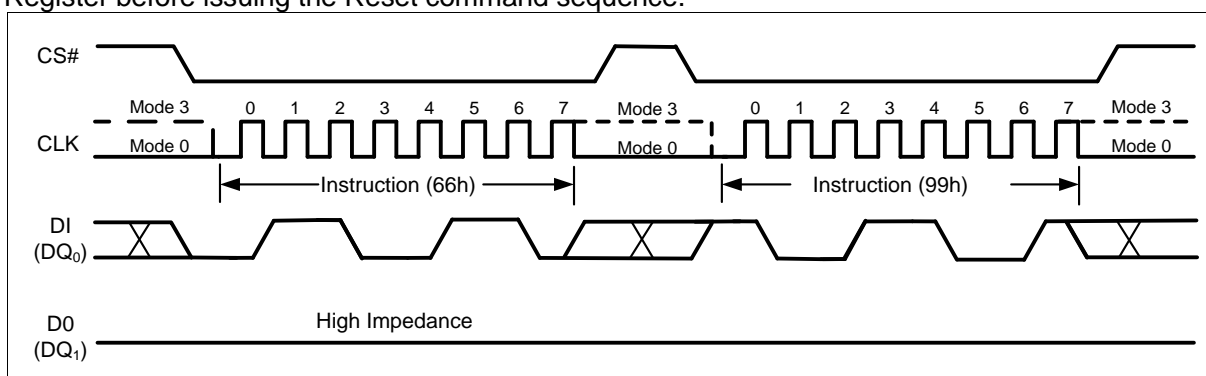 Register before issuing the Reset command sequence.
CS#
Mode 3 0 1 2 3 4 5 6 7 Mode 3 0 1 2 3 4 5 6 7 Mode 3
CLK
Mode 0 Mode 0 Mode 0
Instruction (66h) Instruction (99h)
DI
(DQ₀)
D0 High Impedance
(DQ₁)